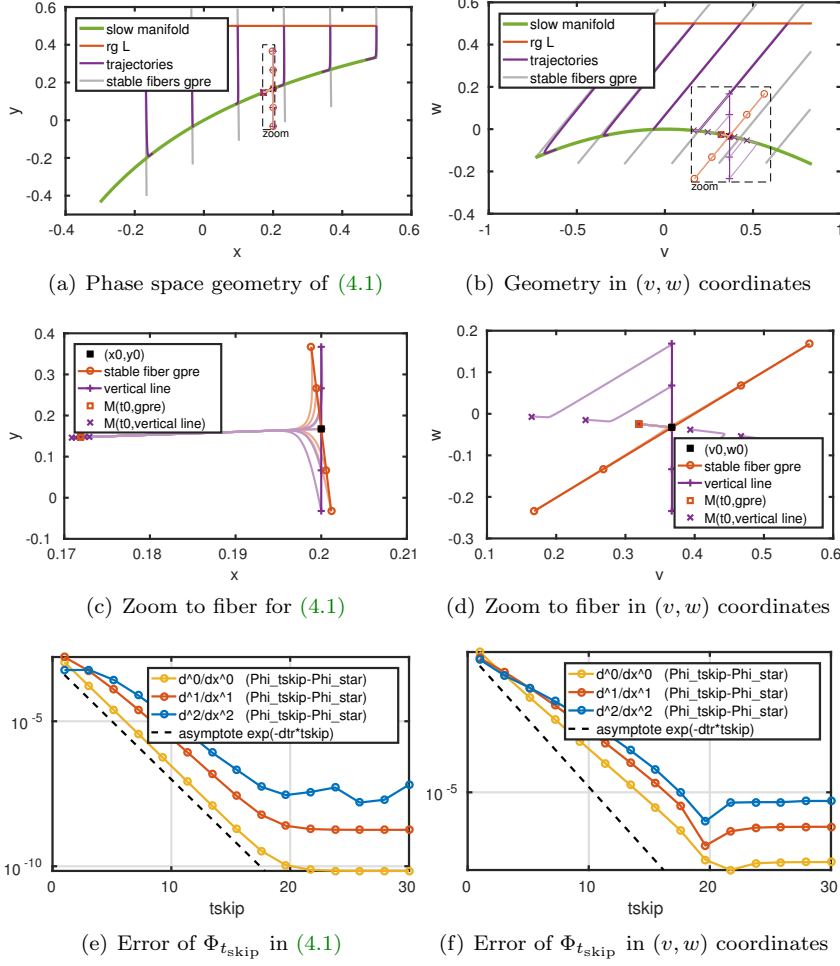 0.6
0.4
0.2
0
-0.2
-0.4
y
slow manifold
rg L
trajectories
stable fibers gpre
zoom
-0.4
-0.2
0
0.2
0.4
0.6
x
(a) Phase space geometry of (4.1)
0.6
0.4
0.2
0
-0.2
-0.4
w
slow manifold
rg L
trajectories
stable fibers gpre
zoom
-1
-0.5
0
0.5
1
v
(b) Geometry in (v, w) coordinates
0.4
0.3
0.2
0.1
0
-0.1
y
(x0,y0)
stable fiber gpre
vertical line
M(t0,gpre)
M(t0,vertical line)
0.17
0.18
0.19
0.2
0.21
x
(c) Zoom to fiber for (4.1)
0.2
0.1
0
-0.1
-0.2
-0.3
w
(v0,w0)
stable fiber gpre
vertical line
M(t0,gpre)
M(t0,vertical line)
0.1
0.2
0.3
0.4
0.5
0.6
v
(d) Zoom to fiber in (v, w) coordinates
10^-5
10^-10
d^0/dx^0 (Phi_tskip-Phi_star)
d^1/dx^1 (Phi_tskip-Phi_star)
d^2/dx^2 (Phi_tskip-Phi_star)
asymptote exp(-dtr*tskip)
0
10
20
30
tskip
(e) Error of Φ_{t_skip} in (4.1)
10^-5
d^0/dx^0 (Phi_tskip-Phi_star)
d^1/dx^1 (Phi_tskip-Phi_star)
d^2/dx^2 (Phi_tskip-Phi_star)
asymptote exp(-dtr*tskip)
0
10
20
30
tskip
(f) Error of Φ_{t_skip} in (v, w) coordinates